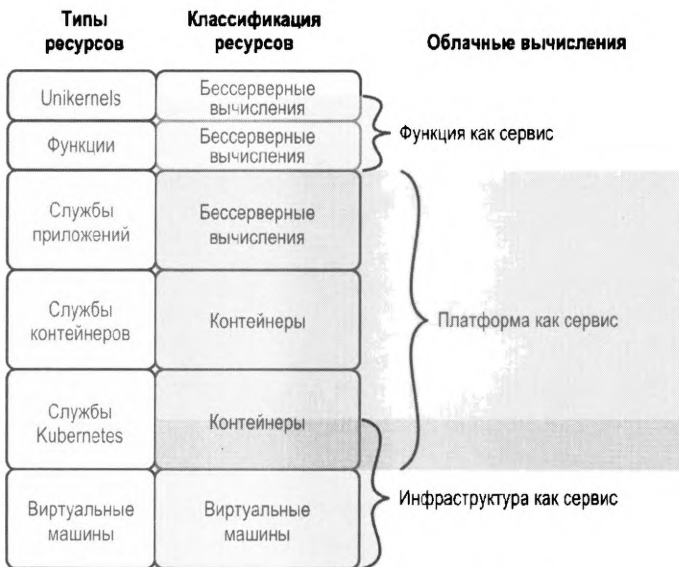 Типы
ресурсов
Классификация
ресурсов
Облачные вычисления
Unikernels
Бессерверные
вычисления
Функции
Бессерверные
вычисления
Функция как сервис
Службы
приложений
Бессерверные
вычисления
Службы
контейнеров
Контейнеры
Платформа как сервис
Службы
Kubernetes
Контейнеры
Виртуальные
машины
Виртуальные
машины
Инфраструктура как сервис